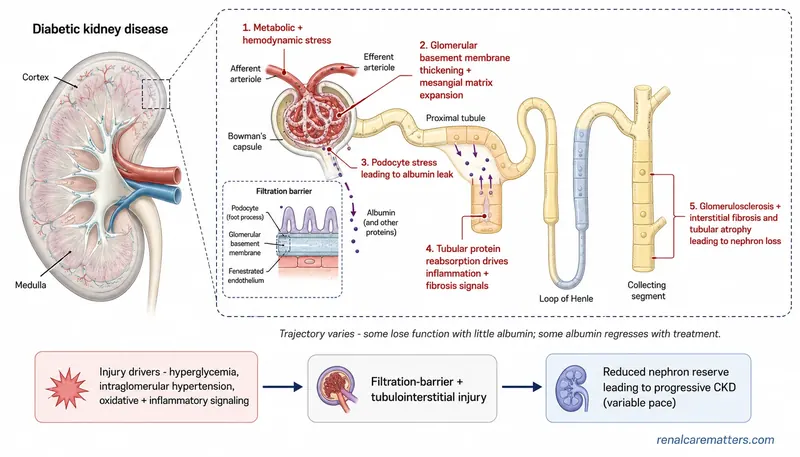 Diabetic kidney disease
Cortex
Medulla
1. Metabolic +
hemodynamic stress
Afferent
arteriole
Efferent
arteriole
2. Glomerular
basement membrane
thickening +
mesangial matrix
expansion
Bowman's
capsule
Proximal tubule
3. Podocyte stress
leading to albumin leak
Filtration barrier
Podocyte
(foot process)
Glomerular
basement
membrane
Fenestrated
endothelium
Albumin
(and other
proteins)
4. Tubular protein
reabsorption drives
inflammation +
fibrosis signals
5. Glomerulosclerosis +
interstitial fibrosis and
tubular atrophy
leading to nephron loss
Loop of Henle
Collecting
segment
Trajectory varies - some lose function with little albumin; some albumin regresses with treatment.
Injury drivers - hyperglycemia,
intraglomerular hypertension,
oxidative + inflammatory signaling
Filtration-barrier +
tubulointerstitial injury
Reduced nephron reserve
leading to progressive CKD
(variable pace)
renalcarematters.com